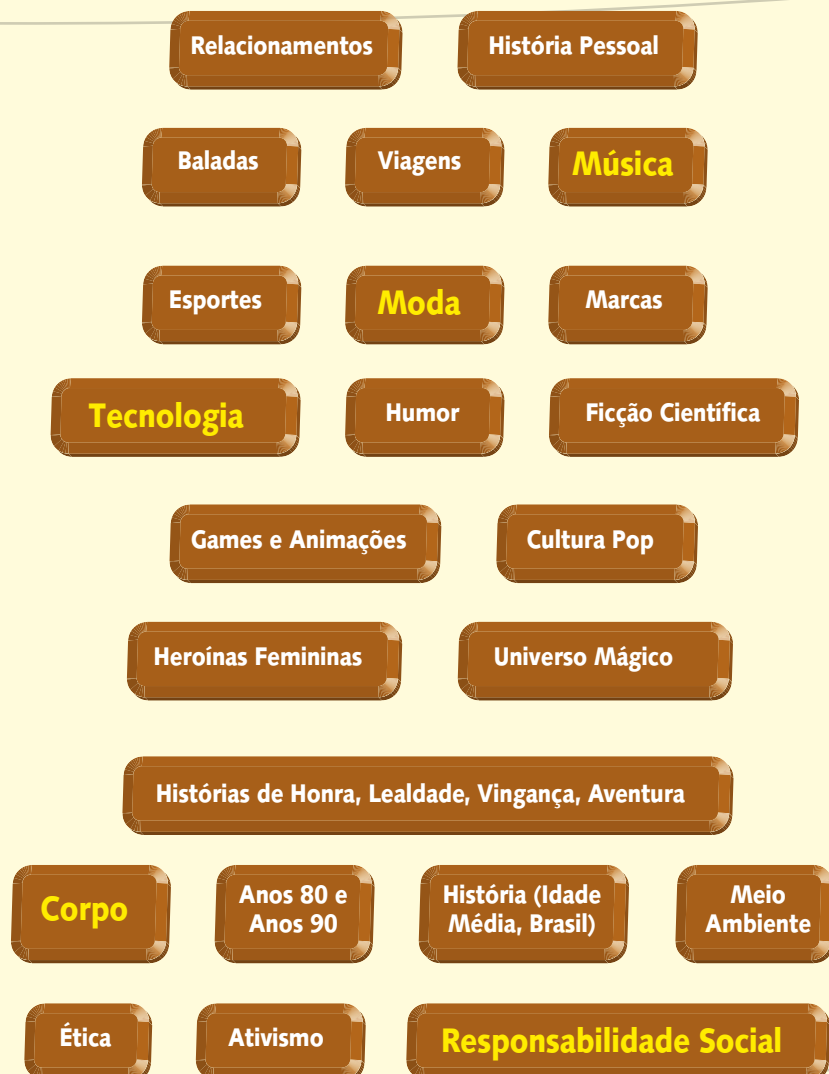 Relacionamentos
História Pessoal
Baladas
Viagens
Música
Esportes
Moda
Marcas
Tecnologia
Humor
Ficção Científica
Games e Animações
Cultura Pop
Heroínas Femininas
Universo Mágico
Histórias de Honra, Lealdade, Vingança, Aventura
Corpo
Anos 80 e
Anos 90
História (Idade
Média, Brasil)
Meio
Ambiente
Ética
Ativismo
Responsabilidade Social